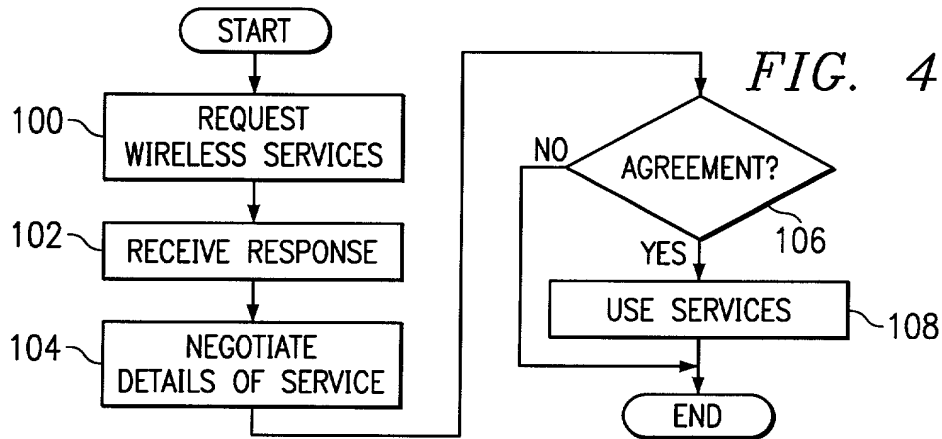 START
100
REQUEST
WIRELESS SERVICES
102
RECEIVE RESPONSE
104
NEGOTIATE
DETAILS OF SERVICE
FIG. 4
NO
AGREEMENT?
106
YES
USE SERVICES
108
END